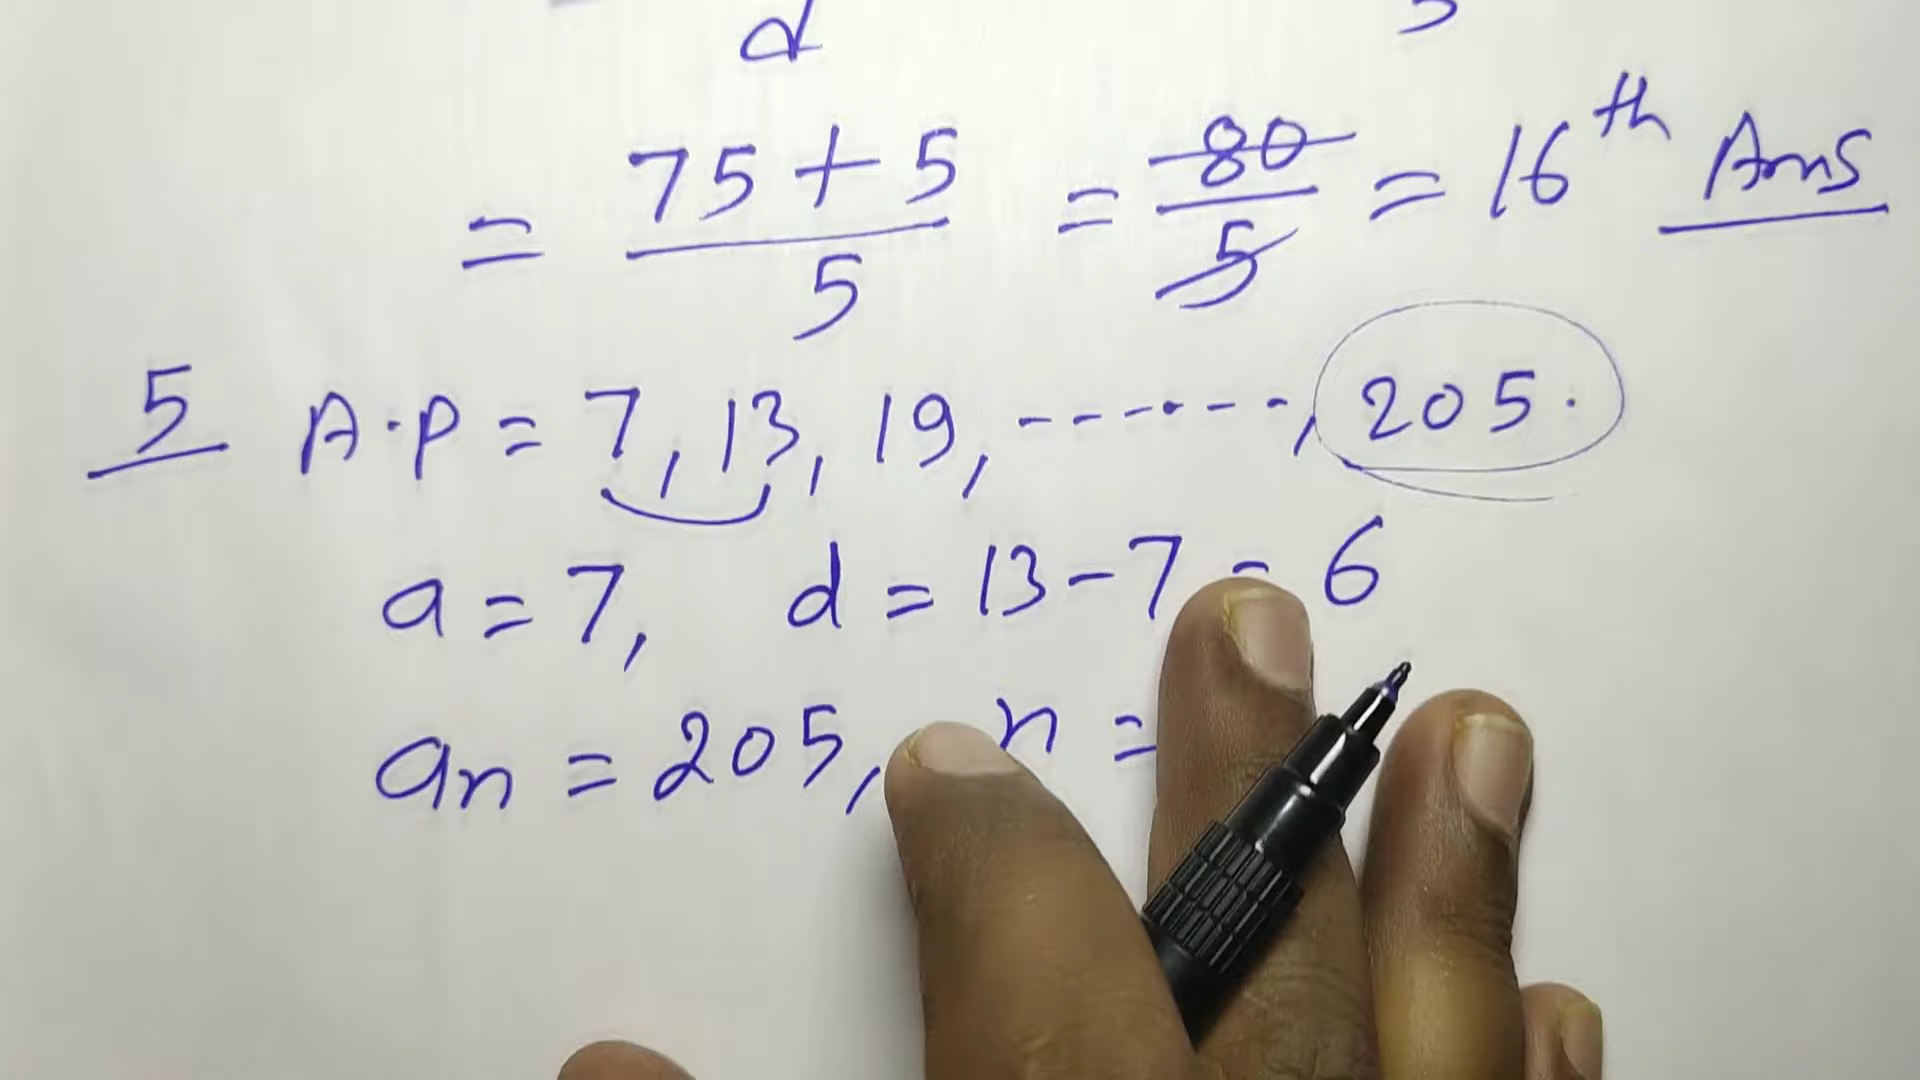 d
= 75 + 5 / 5 = 80 / 5 = 16th Ans
5 A.P = 7, 13, 19, ------, 205.
a = 7, d = 13 - 7 = 6
an = 205, n =